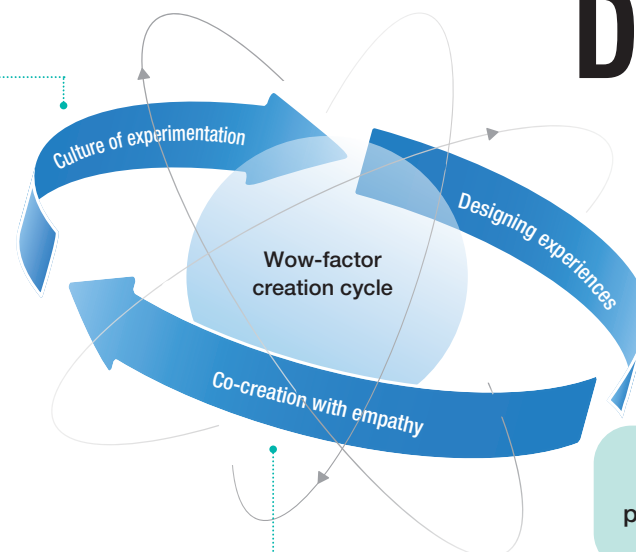 D
Culture of experimentation
Designing experiences
Wow-factor
creation cycle
Co-creation with empathy
p